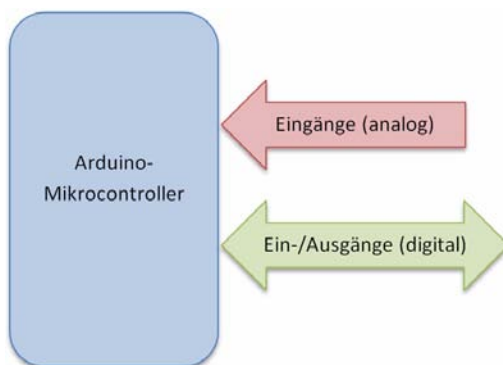 Arduino-
Mikrocontroller
Eingänge (analog)
Ein-/Ausgänge (digital)